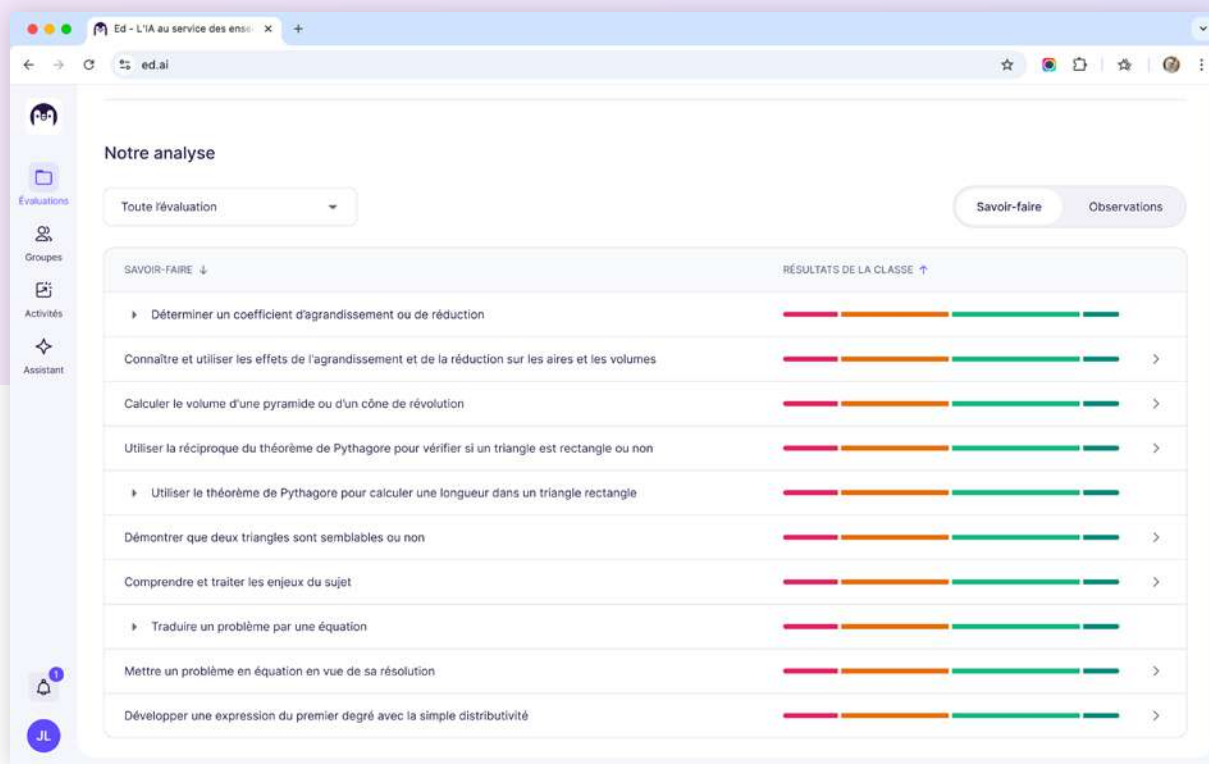 Ed - L'IA au service des ense
ed.ai
Notre analyse
Évaluations
Toute l'évaluation
Savoir-faire
Observations
Groupes
SAVOIR-FAIRE
RÉSULTATS DE LA CLASSE
Activités
Déterminer un coefficient d'agrandissement ou de réduction
Assistant
Connaître et utiliser les effets de l'agrandissement et de la réduction sur les aires et les volumes
Calculer le volume d'une pyramide ou d'un cône de révolution
Utiliser la réciproque du théorème de Pythagore pour vérifier si un triangle est rectangle ou non
Utiliser le théorème de Pythagore pour calculer une longueur dans un triangle rectangle
Démontrer que deux triangles sont semblables ou non
Comprendre et traiter les enjeux du sujet
Traduire un problème par une équation
Mettre un problème en équation en vue de sa résolution
Développer une expression du premier degré avec la simple distributivité
1
JL